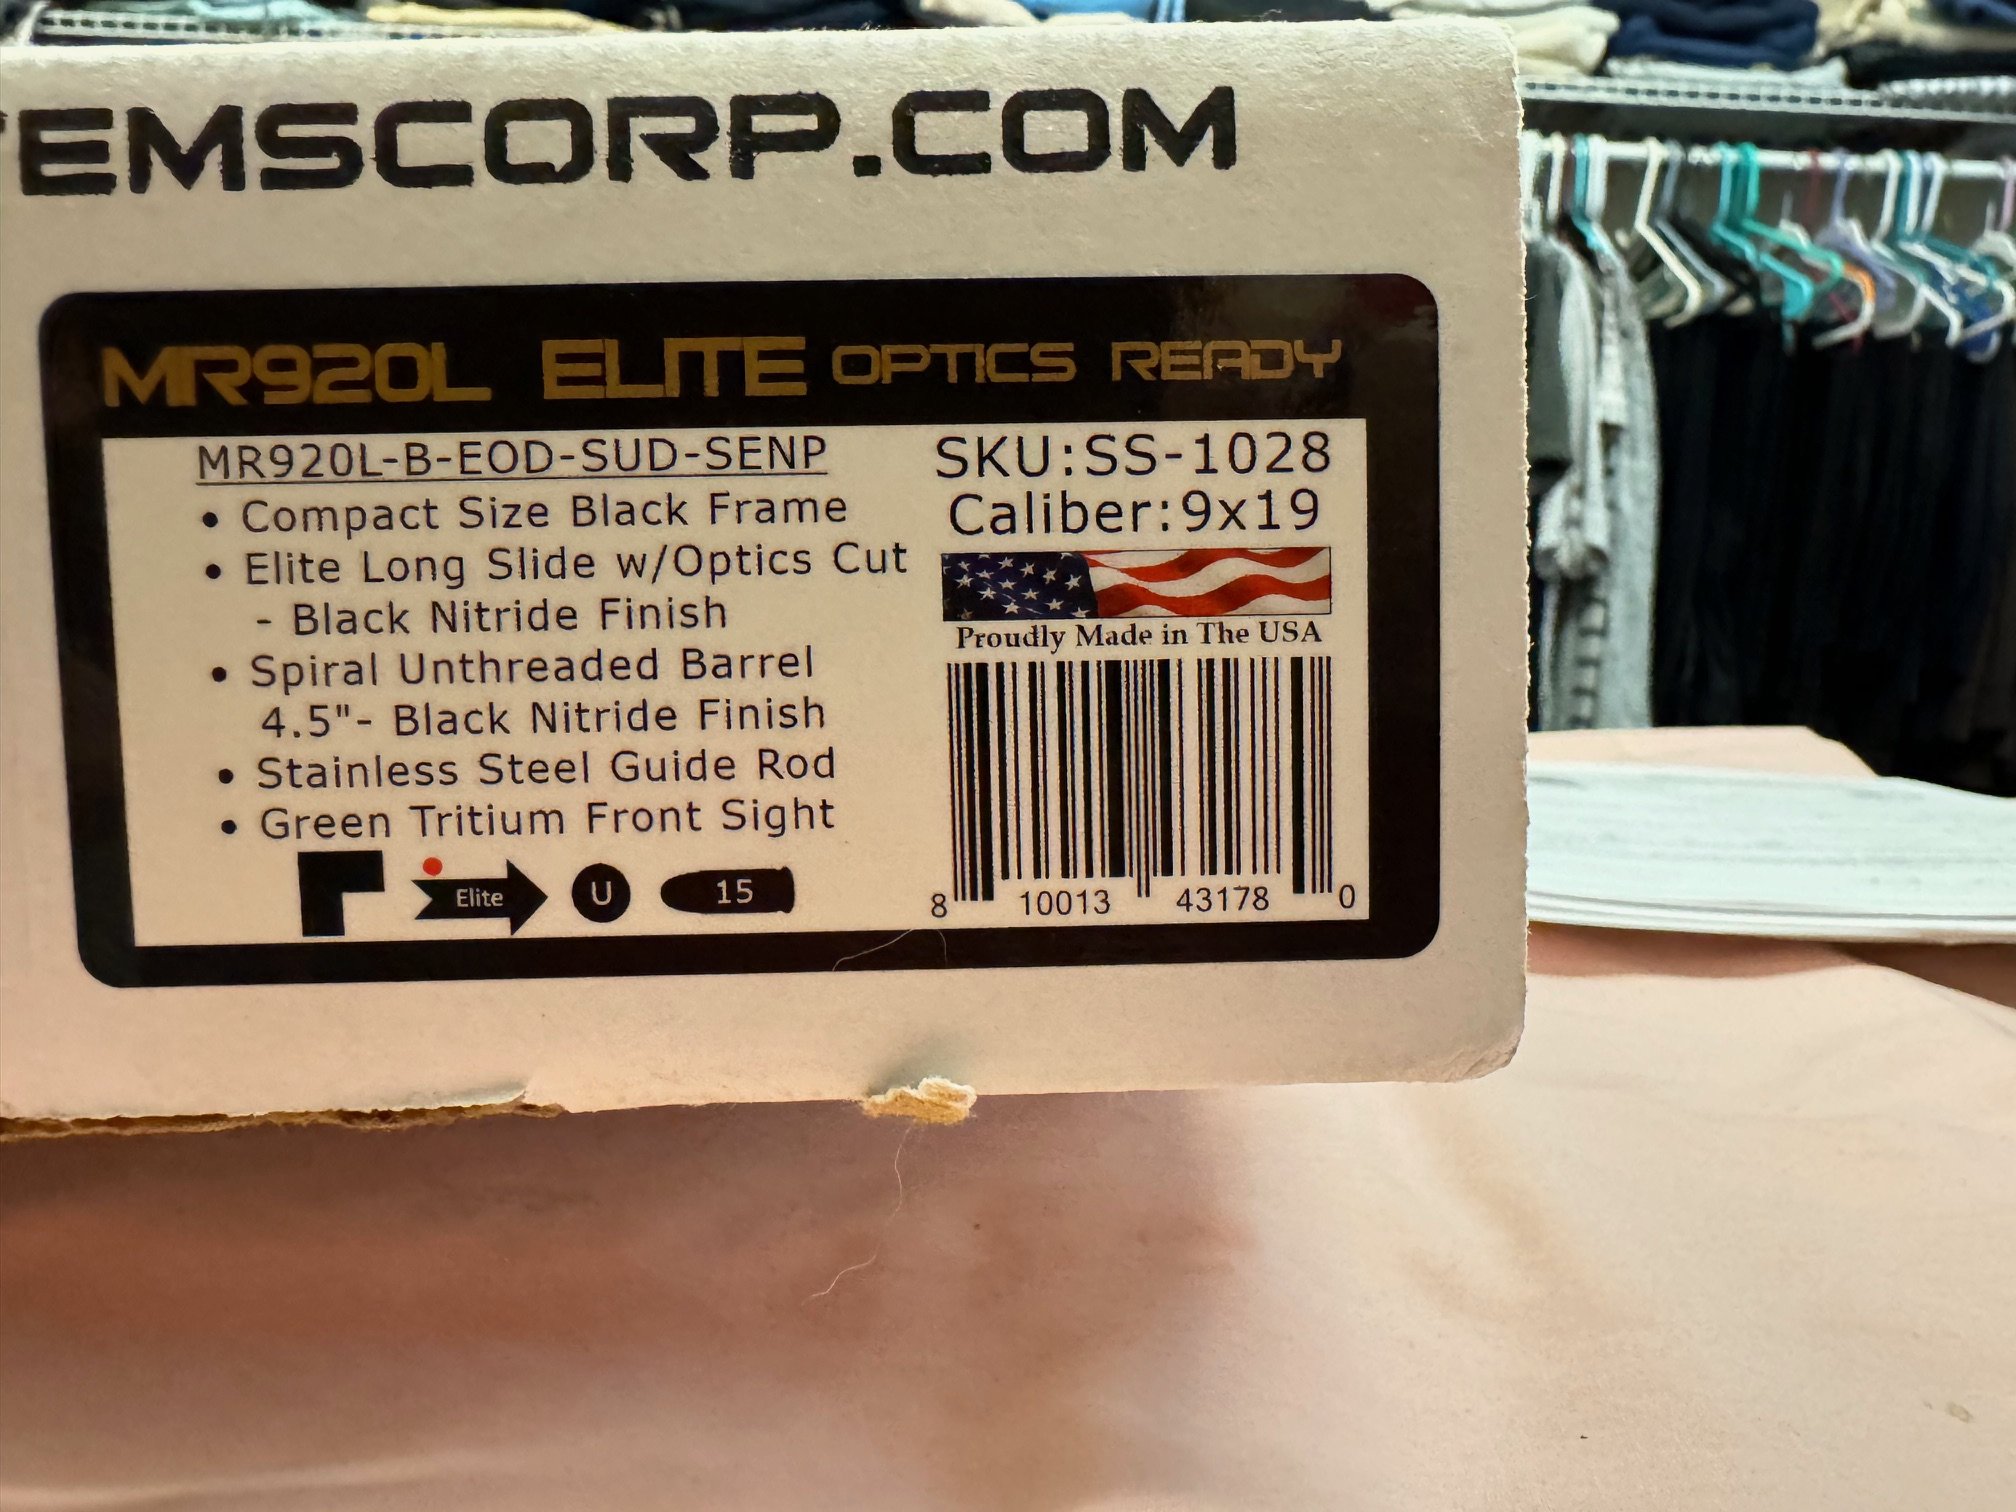 EMSCORP.COM
MR920L ELITE OPTICS READY
MR920L-B-EOD-SUD-SENP
• Compact Size Black Frame
• Elite Long Slide w/Optics Cut
- Black Nitride Finish
• Spiral Unthreaded Barrel
4.5"- Black Nitride Finish
• Stainless Steel Guide Rod
• Green Tritium Front Sight
Elite U 15
SKU:SS-1028
Caliber:9x19
Proudly Made in The USA
8 10013 43178 0